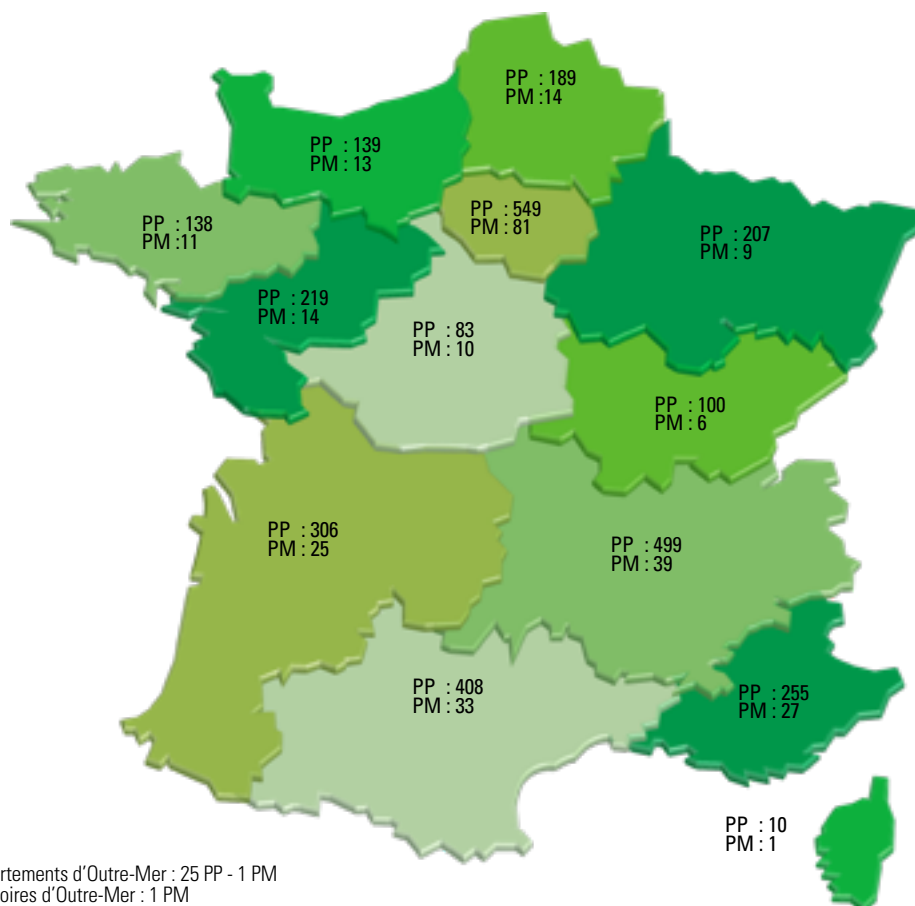 PP : 189
PM :14
PP : 139
PM : 13
PP : 549
PM : 81
PP : 138
PM :11
PP : 207
PM : 9
PP : 219
PM : 14
PP : 83
PM : 10
PP : 100
PM : 6
PP : 306
PM : 25
PP : 499
PM : 39
PP : 408
PM : 33
PP : 255
PM : 27
PP : 10
PM : 1
rtements d'Outre-Mer : 25 PP - 1 PM
oires d'Outre-Mer : 1 PM